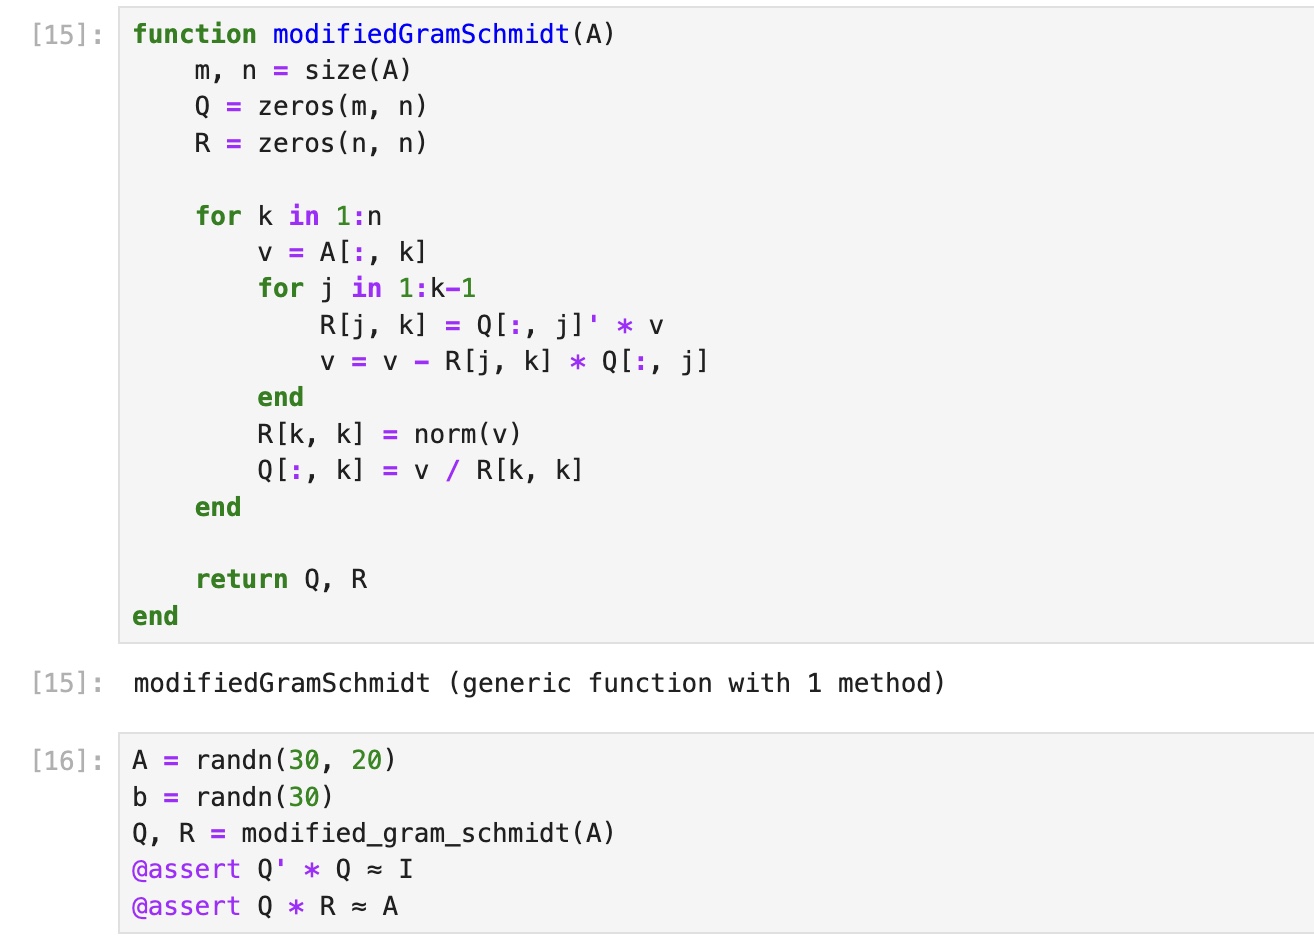 [15]: function modifiedGramSchmidt(A)
    m, n = size(A)
    Q = zeros(m, n)
    R = zeros(n, n)

    for k in 1:n
        v = A[:, k]
        for j in 1:k-1
            R[j, k] = Q[:, j]' * v
            v = v - R[j, k] * Q[:, j]
        end
        R[k, k] = norm(v)
        Q[:, k] = v / R[k, k]
    end

    return Q, R
end
[15]: modifiedGramSchmidt (generic function with 1 method)
[16]: A = randn(30, 20)
b = randn(30)
Q, R = modified_gram_schmidt(A)
@assert Q' * Q ≈ I
@assert Q * R ≈ A